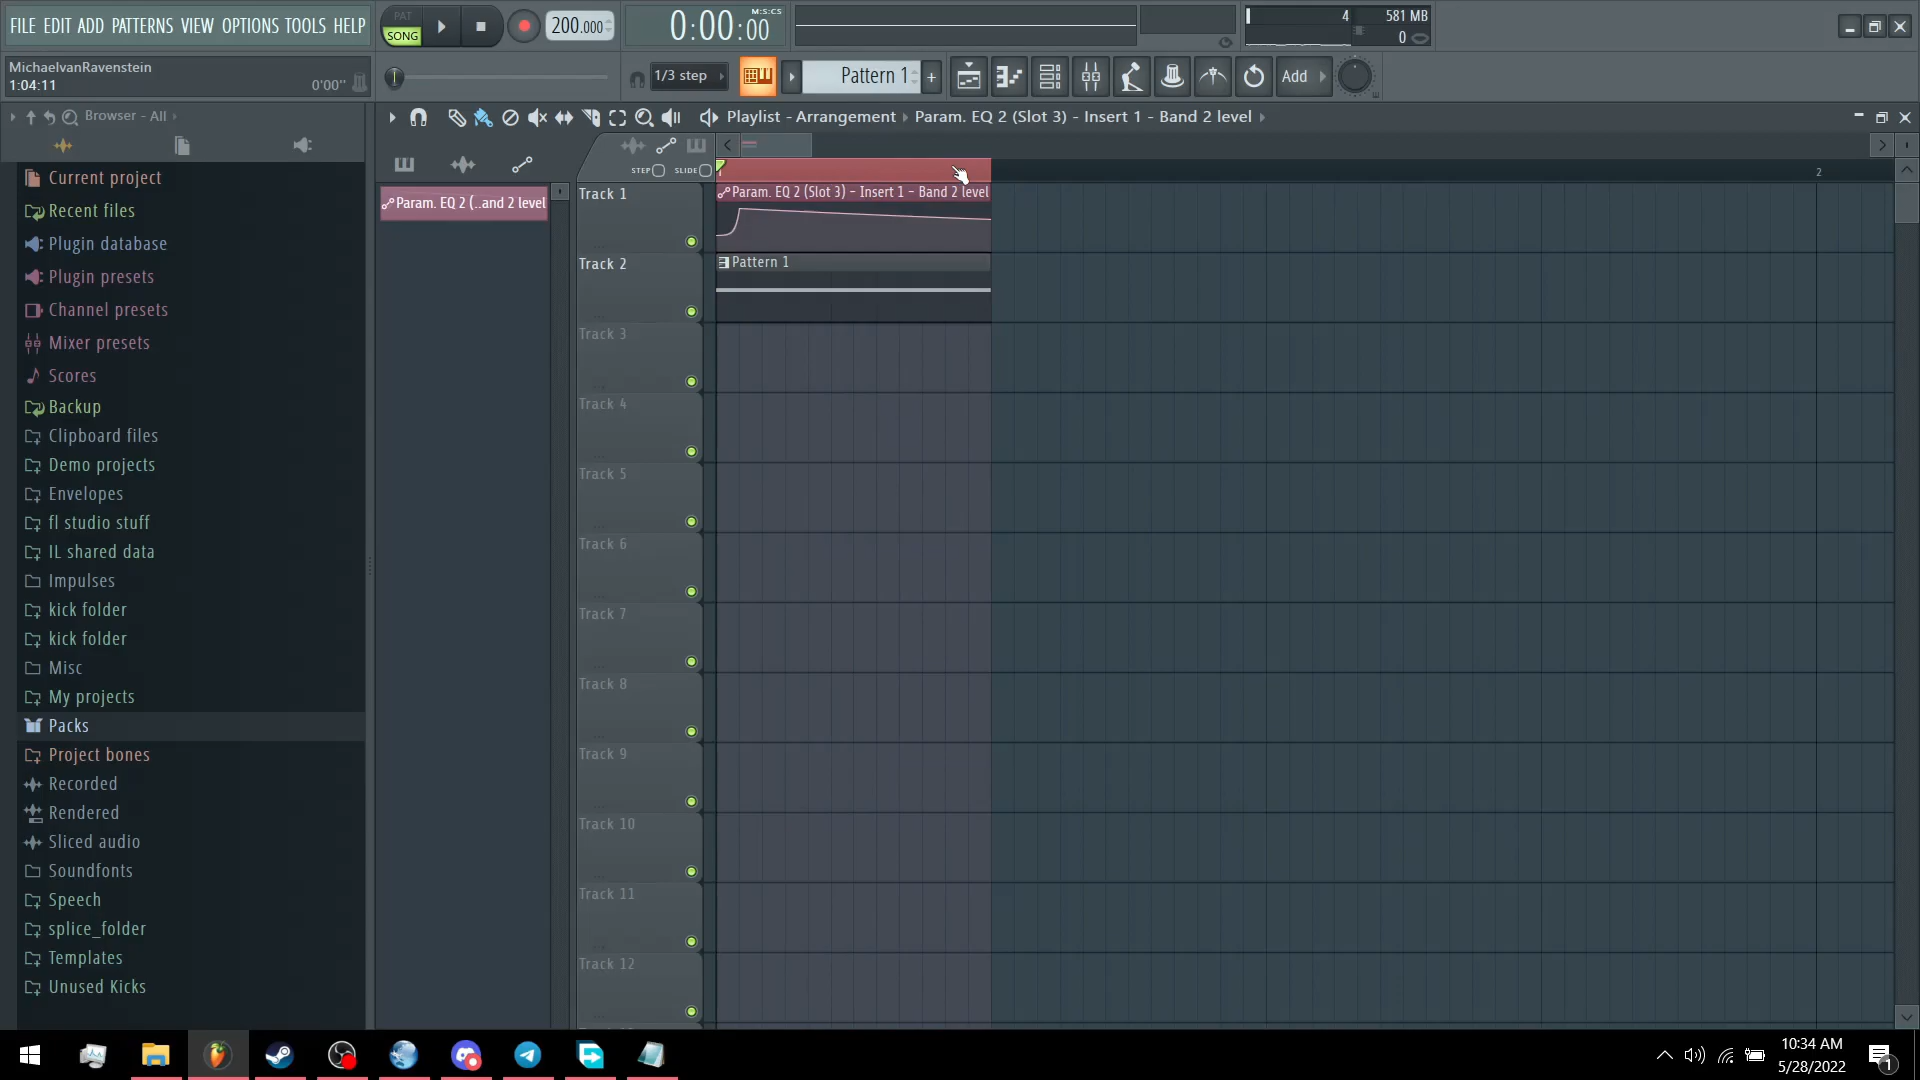 FILE EDIT ADD PATTERNS VIEW OPTIONS TOOLS HELP
PAT
SONG
200.000
0:00:00
M:S:CS
4
581 MB
0
MichaelvanRavenstein
1:04:11
0'00"
1/3 step
Pattern 1
+
Add
Browser - All
Playlist - Arrangement › Param. EQ 2 (Slot 3) - Insert 1 - Band 2 level
STEP
SLIDE
2
Current project
Recent files
Plugin database
Plugin presets
Channel presets
Mixer presets
Scores
Backup
Clipboard files
Demo projects
Envelopes
fl studio stuff
IL shared data
Impulses
kick folder
kick folder
Misc
My projects
Packs
Project bones
Recorded
Rendered
Sliced audio
Soundfonts
Speech
splice_folder
Templates
Unused Kicks
Param. EQ 2 (..and 2 level
Track 1
Param. EQ 2 (Slot 3) - Insert 1 - Band 2 level
Track 2
Pattern 1
Track 3
Track 4
Track 5
Track 6
Track 7
Track 8
Track 9
Track 10
Track 11
Track 12
10:34 AM
5/28/2022
1